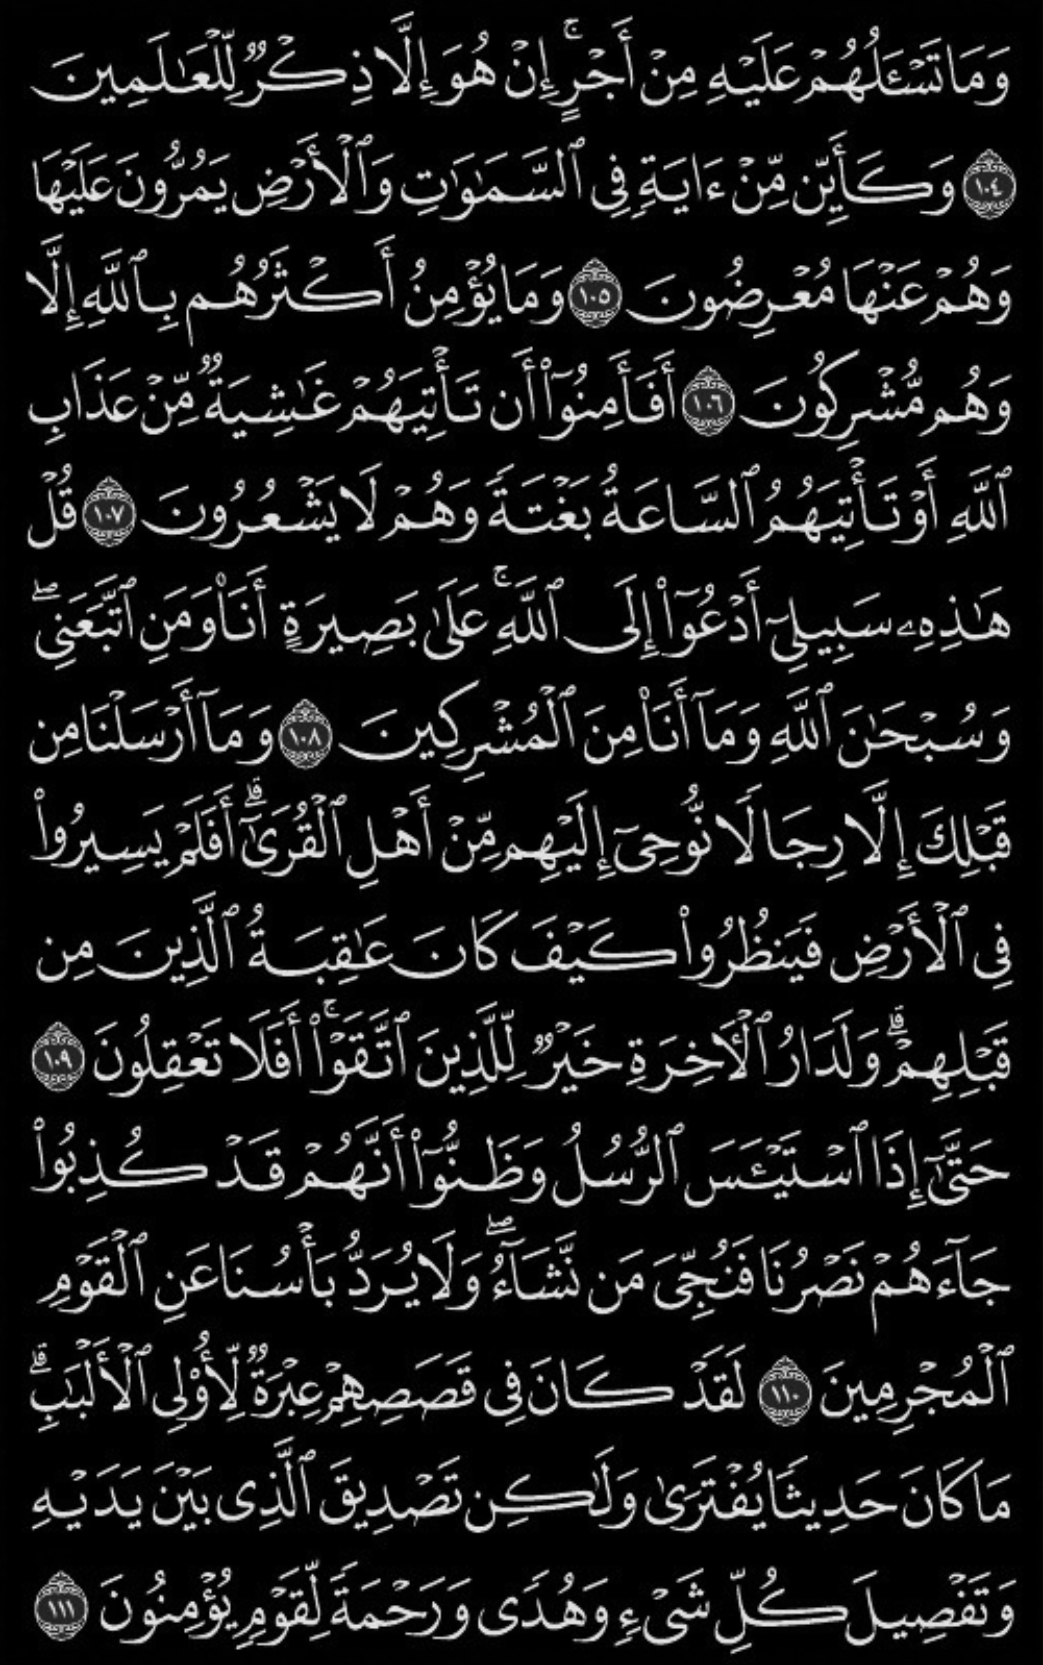 وَمَا تَسْـَٔلُهُمْ عَلَيْهِ مِنْ أَجْرٍ ۚ إِنْ هُوَ إِلَّا ذِكْرٌ لِّلْعَـٰلَمِينَ
١٠٤ وَكَأَيِّن مِّنْ ءَايَةٍ فِى ٱلسَّمَـٰوَٰتِ وَٱلْأَرْضِ يَمُرُّونَ عَلَيْهَا
وَهُمْ عَنْهَا مُعْرِضُونَ ١٠٥ وَمَا يُؤْمِنُ أَكْثَرُهُم بِٱللَّهِ إِلَّا
وَهُم مُّشْرِكُونَ ١٠٦ أَفَأَمِنُوٓا۟ أَن تَأْتِيَهُمْ غَـٰشِيَةٌ مِّنْ عَذَابِ
ٱللَّهِ أَوْ تَأْتِيَهُمُ ٱلسَّاعَةُ بَغْتَةً وَهُمْ لَا يَشْعُرُونَ ١٠٧ قُلْ
هَـٰذِهِۦ سَبِيلِىٓ أَدْعُوٓا۟ إِلَى ٱللَّهِ ۚ عَلَىٰ بَصِيرَةٍ أَنَا۠ وَمَنِ ٱتَّبَعَنِى ۖ
وَسُبْحَـٰنَ ٱللَّهِ وَمَآ أَنَا۠ مِنَ ٱلْمُشْرِكِينَ ١٠٨ وَمَآ أَرْسَلْنَا مِن
قَبْلِكَ إِلَّا رِجَالًا نُّوحِىٓ إِلَيْهِم مِّنْ أَهْلِ ٱلْقُرَىٰٓ ۗ أَفَلَمْ يَسِيرُوا۟
فِى ٱلْأَرْضِ فَيَنظُرُوا۟ كَيْفَ كَانَ عَـٰقِبَةُ ٱلَّذِينَ مِن
قَبْلِهِمْ ۗ وَلَدَارُ ٱلْـَٔاخِرَةِ خَيْرٌ لِّلَّذِينَ ٱتَّقَوْا۟ ۚ أَفَلَا تَعْقِلُونَ ١٠٩
حَتَّىٰٓ إِذَا ٱسْتَيْـَٔسَ ٱلرُّسُلُ وَظَنُّوٓا۟ أَنَّهُمْ قَدْ كُذِبُوا۟
جَآءَهُمْ نَصْرُنَا فَنُجِّىَ مَن نَّشَآءُ ۖ وَلَا يُرَدُّ بَأْسُنَا عَنِ ٱلْقَوْمِ
ٱلْمُجْرِمِينَ ١١٠ لَقَدْ كَانَ فِى قَصَصِهِمْ عِبْرَةٌ لِّأُو۟لِى ٱلْأَلْبَـٰبِ ۗ
مَا كَانَ حَدِيثًا يُفْتَرَىٰ وَلَـٰكِن تَصْدِيقَ ٱلَّذِى بَيْنَ يَدَيْهِ
وَتَفْصِيلَ كُلِّ شَىْءٍ وَهُدًى وَرَحْمَةً لِّقَوْمٍ يُؤْمِنُونَ ١١١